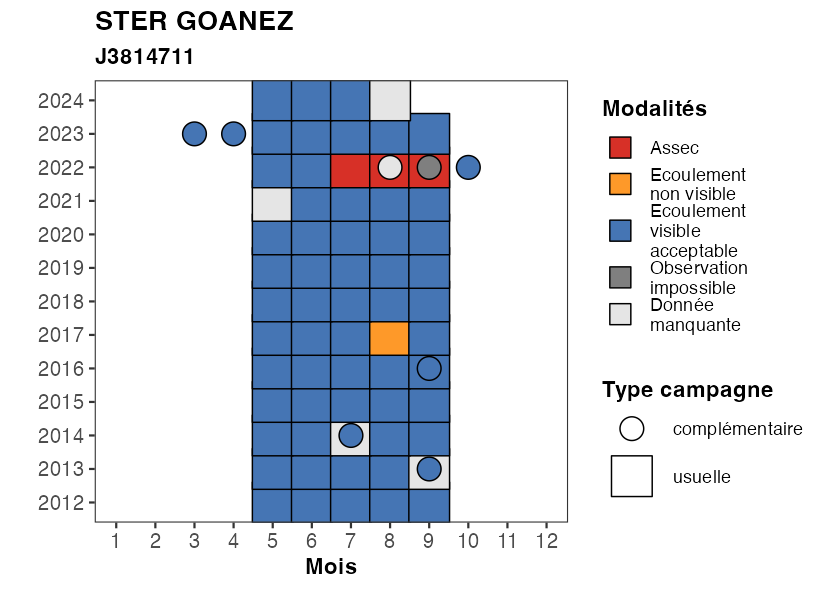 STER GOANEZ
J3814711
2024
2023
2022
2021
2020
2019
2018
2017
2016
2015
2014
2013
2012
1 2 3 4 5 6 7 8 9 10 11 12
Mois
Modalités
Assec
Ecoulement
non visible
Ecoulement
visible
acceptable
Observation
impossible
Donnée
manquante
Type campagne
complémentaire
usuelle